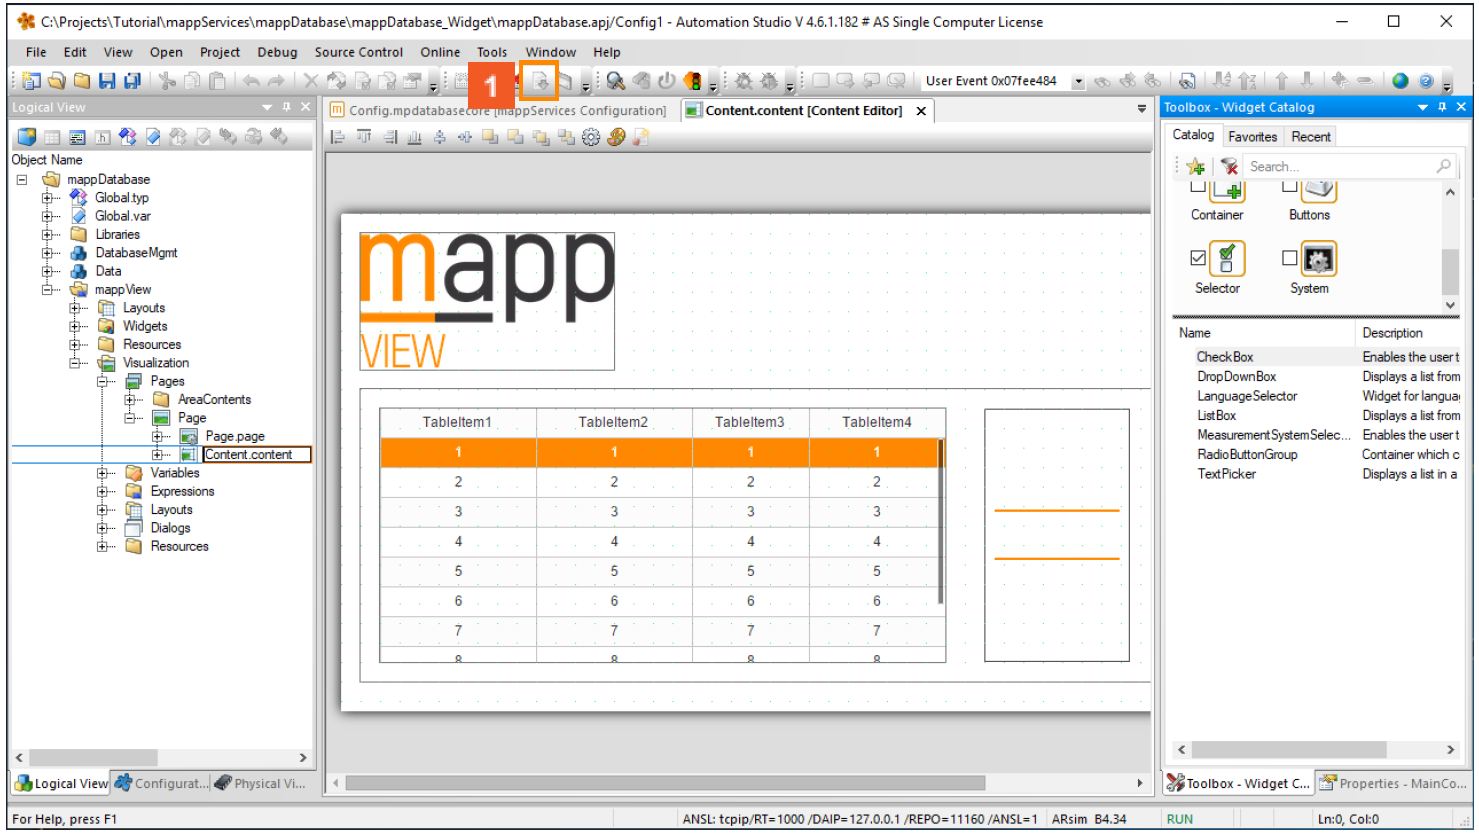 C:\Projects\Tutorial\mappServices\mappDatabase\mappDatabase_Widget\mappDatabase.apj/Config1 - Automation Studio V 4.6.1.182 # AS Single Computer License
File Edit View Open Project Debug Source Control Online Tools Window Help
1 User Event 0x07fee484
Logical View
Config.mpdatabasecore [mappServices Configuration] Content.content [Content Editor]
Toolbox - Widget Catalog
Catalog Favorites Recent
Search...
Object Name
mappDatabase
Global.typ
Global.var
Libraries
DatabaseMgmt
Data
mappView
Layouts
Widgets
Resources
Visualization
Pages
AreaContents
Page
Page.page
Content.content
Variables
Expressions
Layouts
Dialogs
Resources
mapp
VIEW
TableItem1 TableItem2 TableItem3 TableItem4
1 1 1 1
2 2 2 2
3 3 3 3
4 4 4 4
5 5 5 5
6 6 6 6
7 7 7 7
8 8 8 8
Container Buttons
Selector System
Name Description
CheckBox Enables the user t
DropDownBox Displays a list from
LanguageSelector Widget for languag
ListBox Displays a list from
MeasurementSystemSelec... Enables the user t
RadioButtonGroup Container which c
TextPicker Displays a list in a
Logical View Configurat... Physical Vi...
Toolbox - Widget C... Properties - MainCo...
For Help, press F1 ANSL: tcpip/RT=1000 /DAIP=127.0.0.1 /REPO=11160 /ANSL=1 ARsim B4.34 RUN Ln:0, Col:0